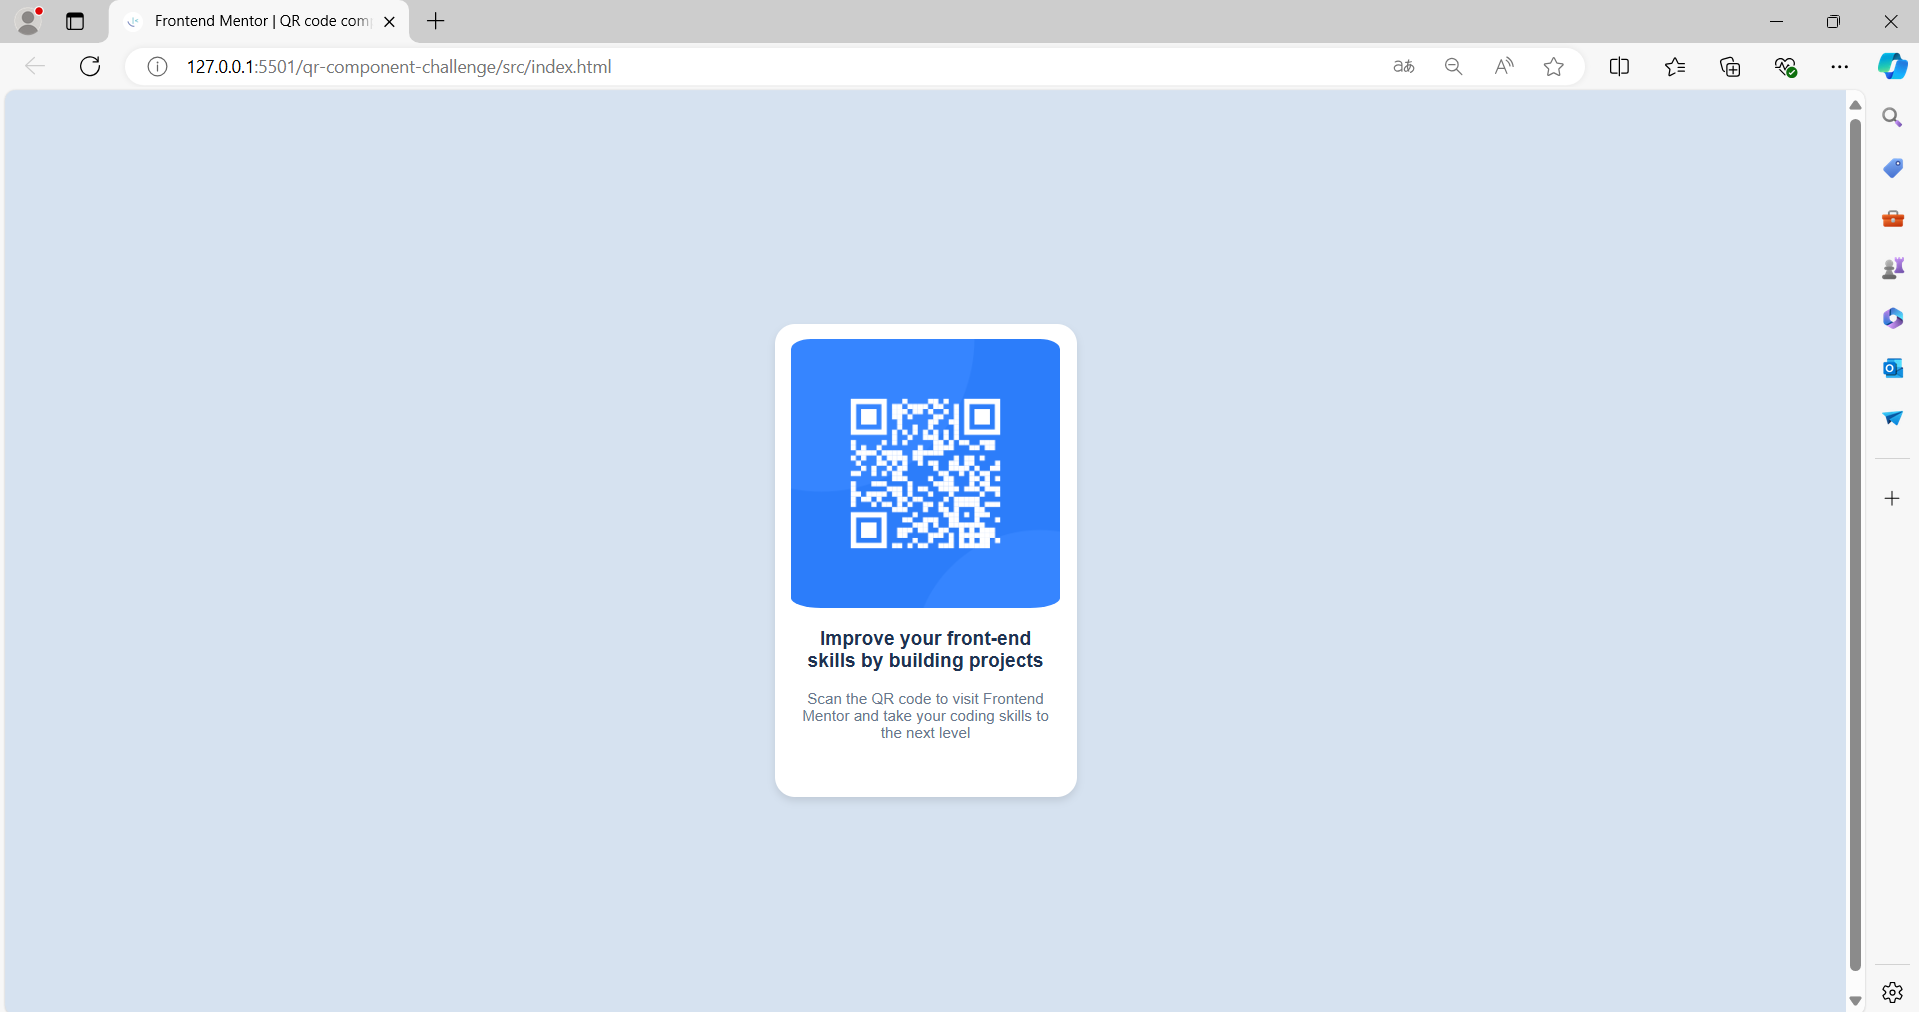 Frontend Mentor | QR code com
127.0.0.1:5501/qr-component-challenge/src/index.html
aあ
Improve your front-end
skills by building projects
Scan the QR code to visit Frontend
Mentor and take your coding skills to
the next level